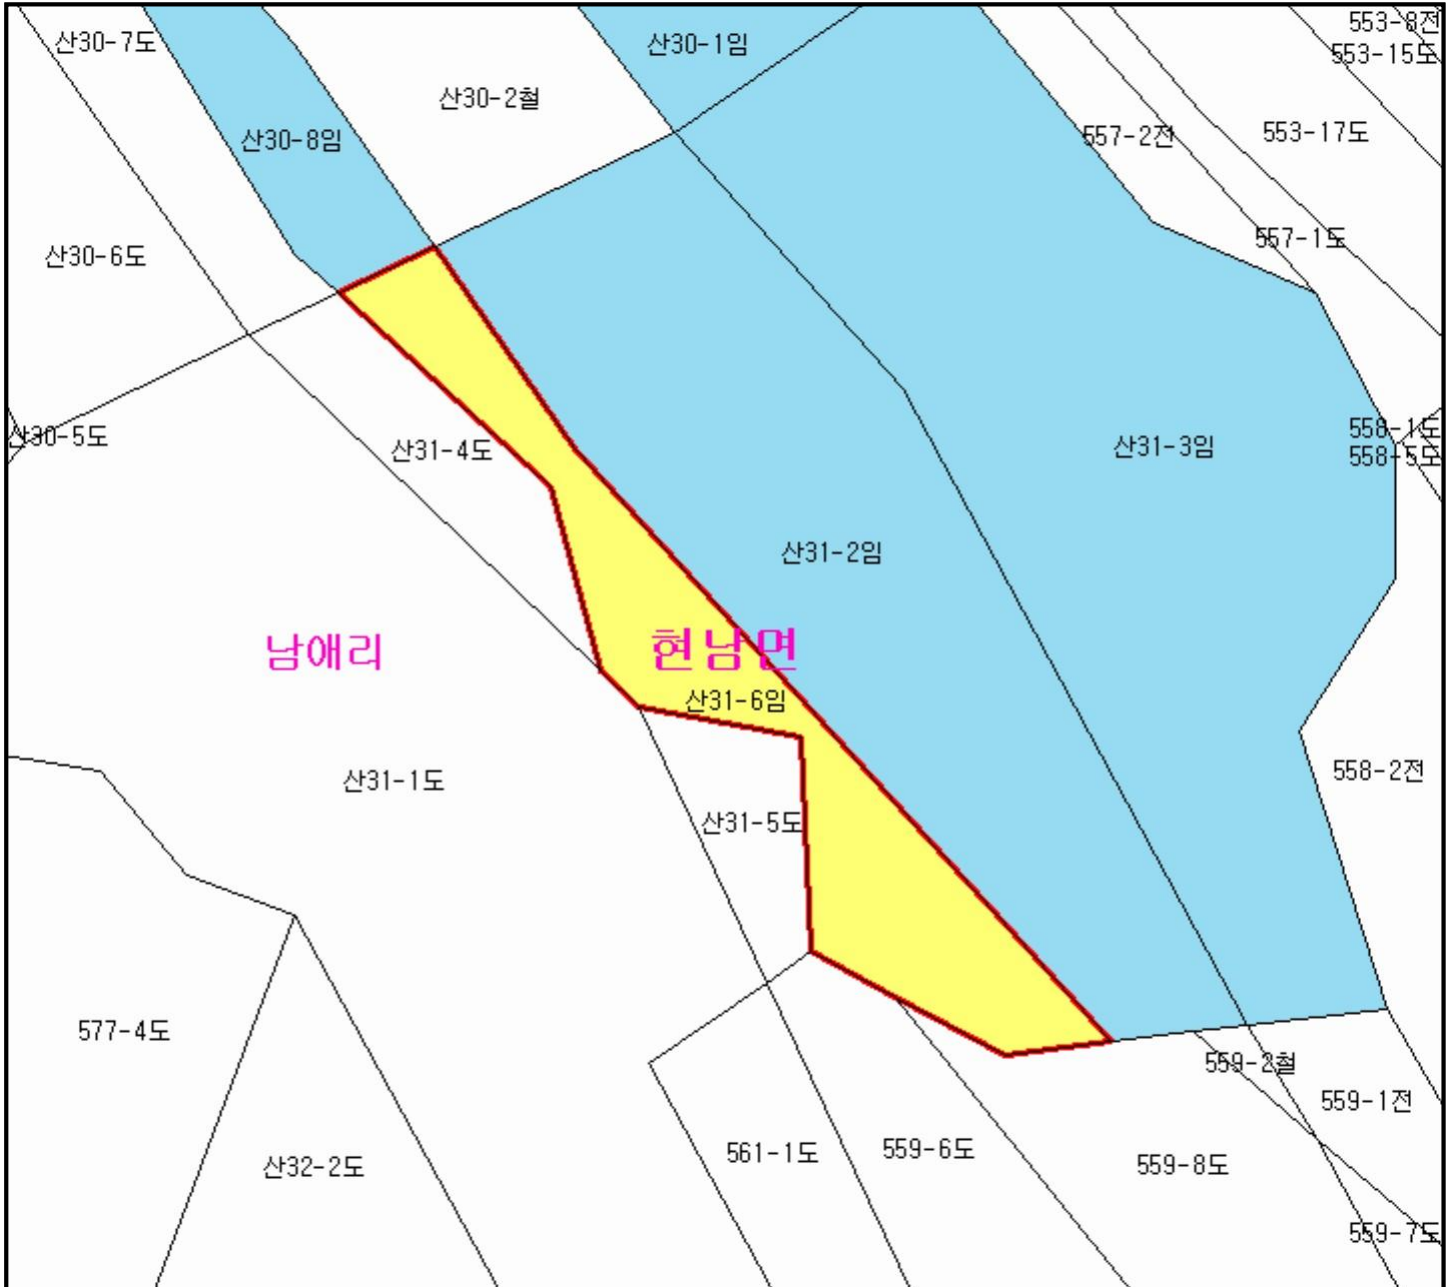 553-8전
산30-7도
산30-1임
553-15도
산30-2철
산30-8임
557-2전
553-17도
557-1도
산30-6도
산30-5도
산31-4도
산31-3임
558-1도
558-5도
산31-2임
남애리
현남면
산31-6임
산31-1도
558-2전
산31-5도
577-4도
559-2철
559-1전
561-1도
559-6도
559-8도
산32-2도
559-7도